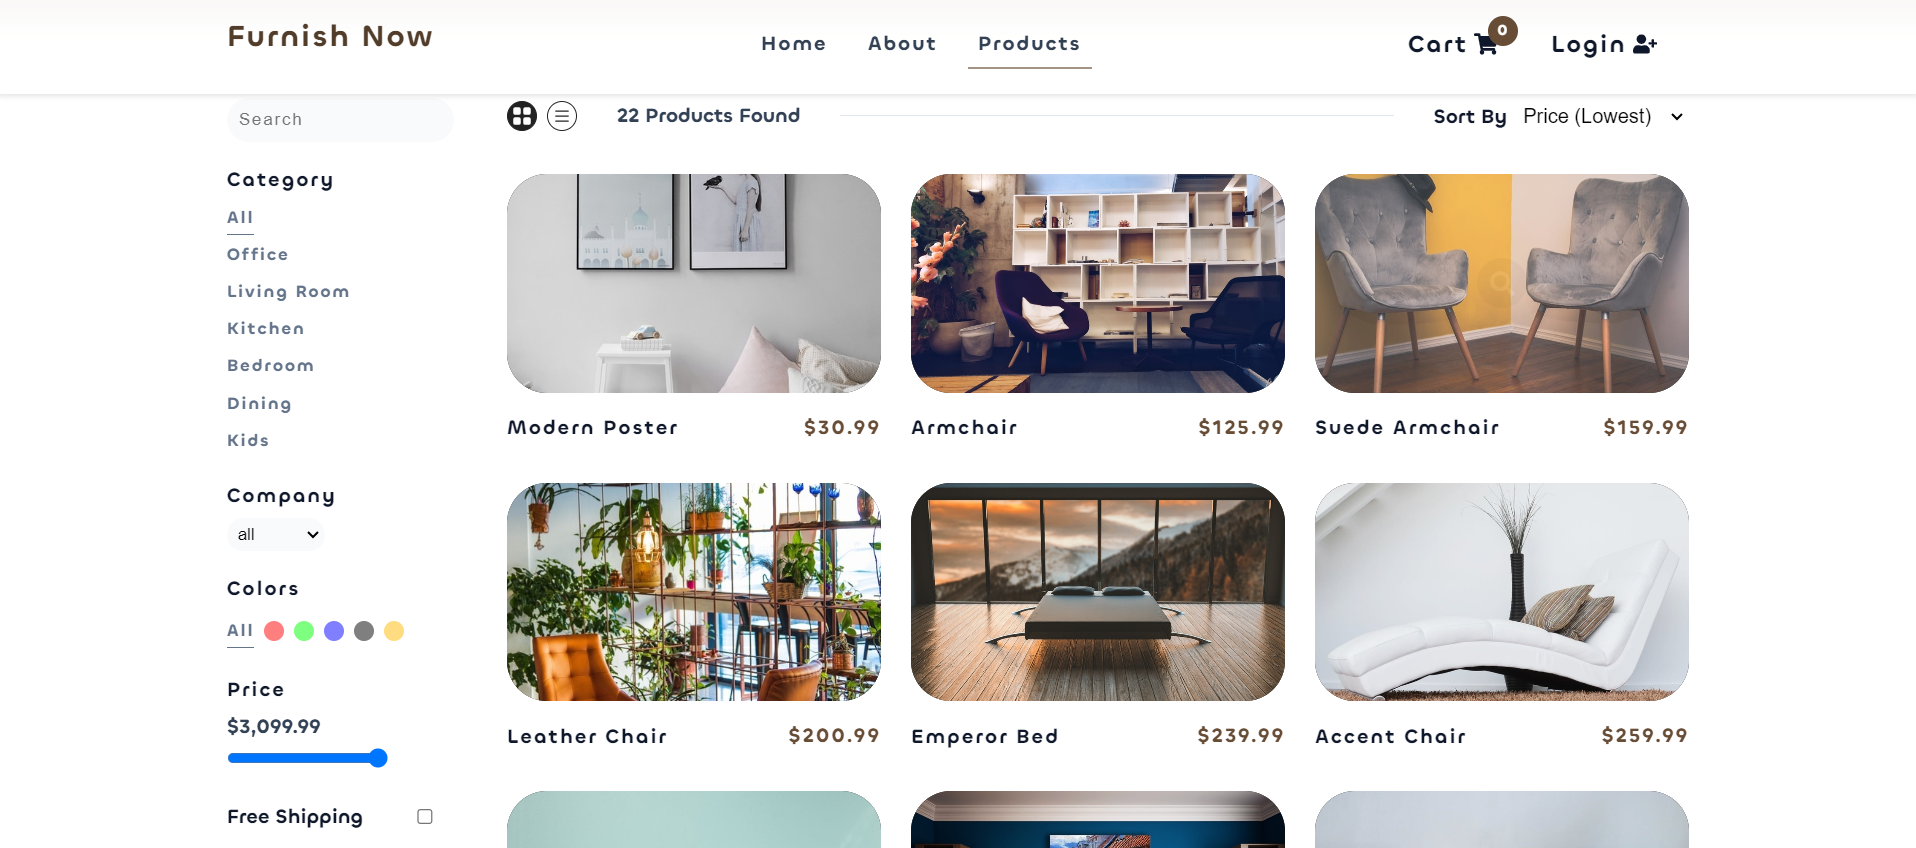 Furnish Now
Home About Products
Cart 0 Login
Search
22 Products Found
Sort By Price (Lowest)
Category
All
Office
Living Room
Kitchen
Bedroom
Dining
Kids
Company
all
Colors
All
Price
$3,099.99
Free Shipping
Modern Poster $30.99
Armchair $125.99
Suede Armchair $159.99
Leather Chair $200.99
Emperor Bed $239.99
Accent Chair $259.99